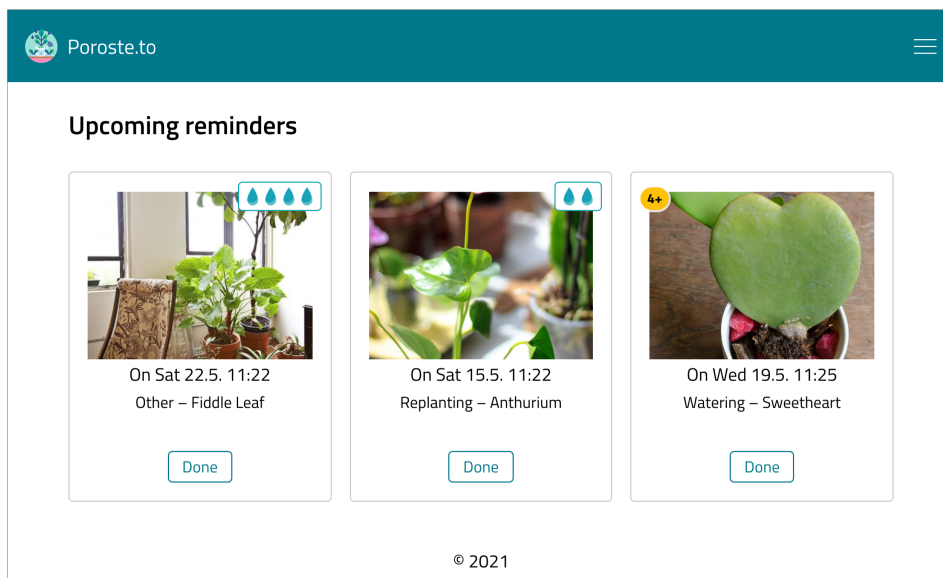 Poroste.to
Upcoming reminders
On Sat 22.5. 11:22
Other – Fiddle Leaf
Done
On Sat 15.5. 11:22
Replanting – Anthurium
Done
4+
On Wed 19.5. 11:25
Watering – Sweetheart
Done
© 2021